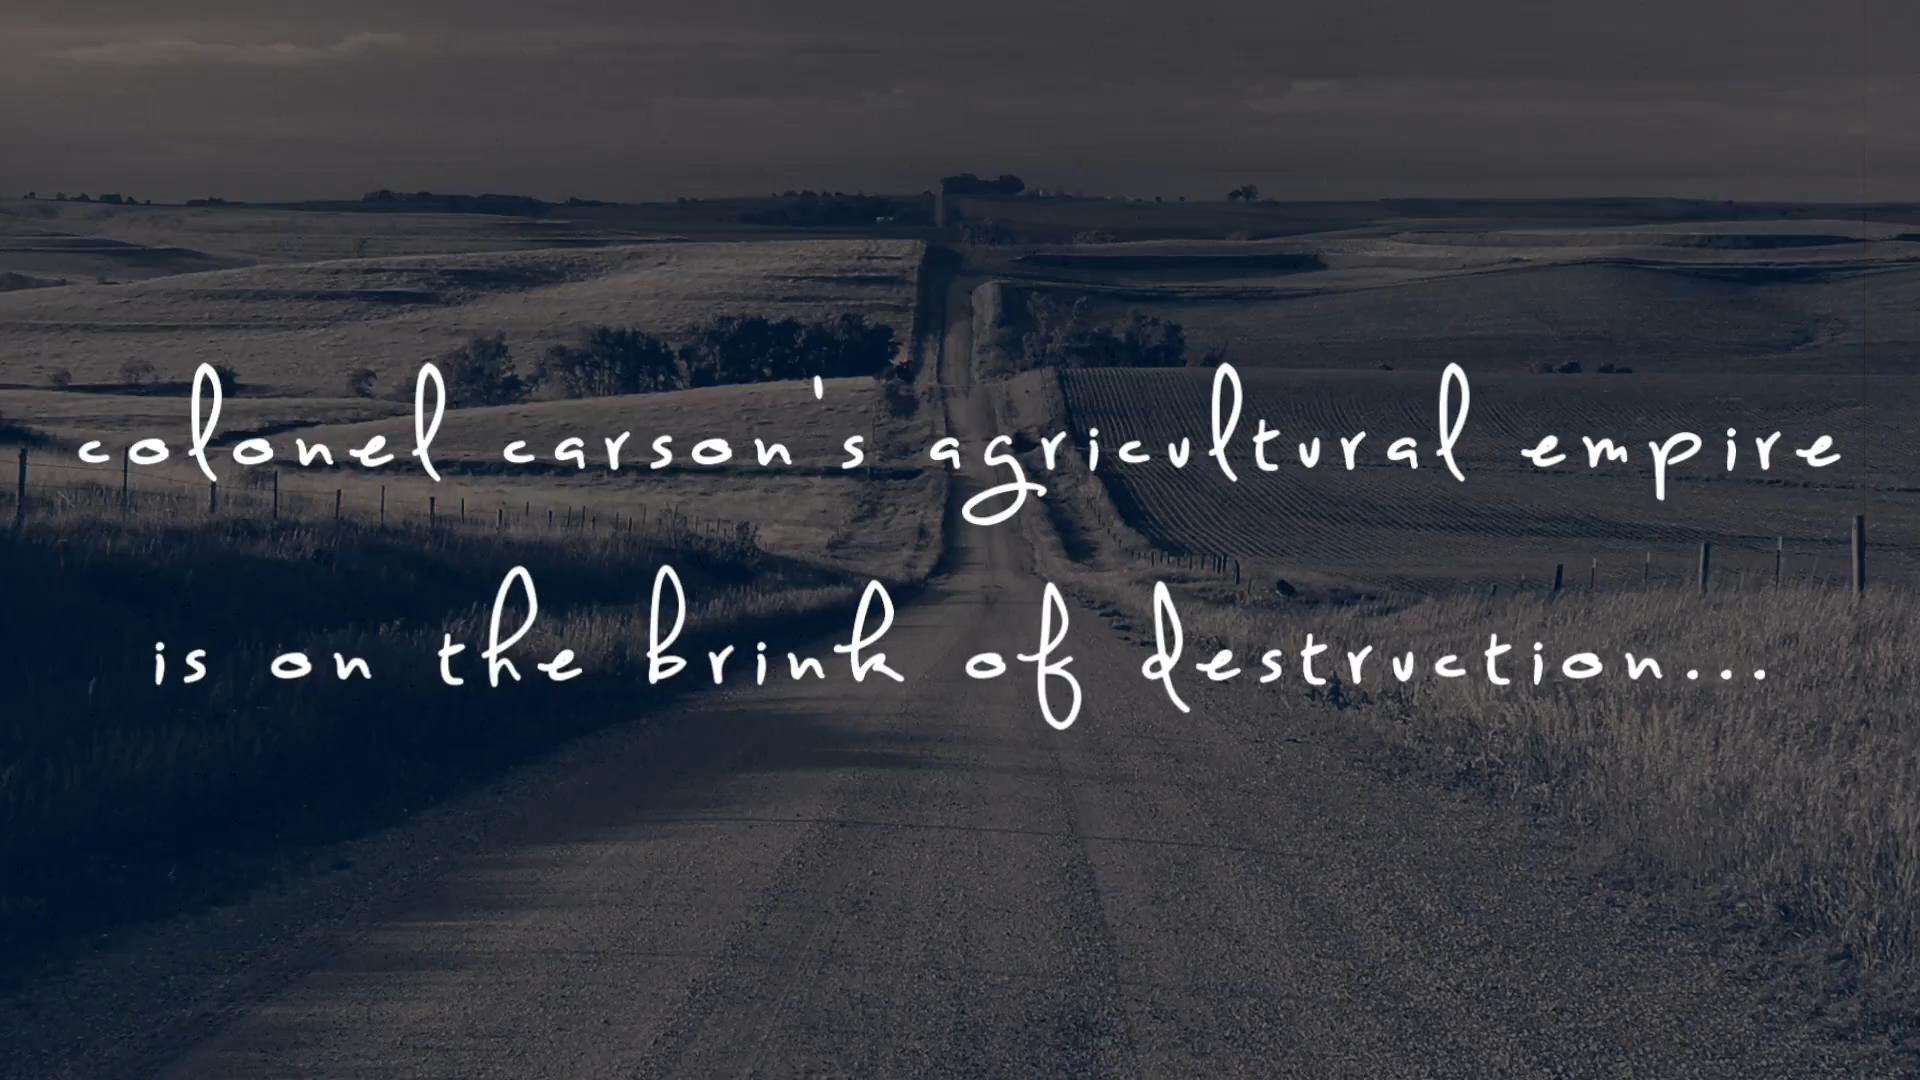 colonel carson's agricultural empire
is on the brink of destruction...